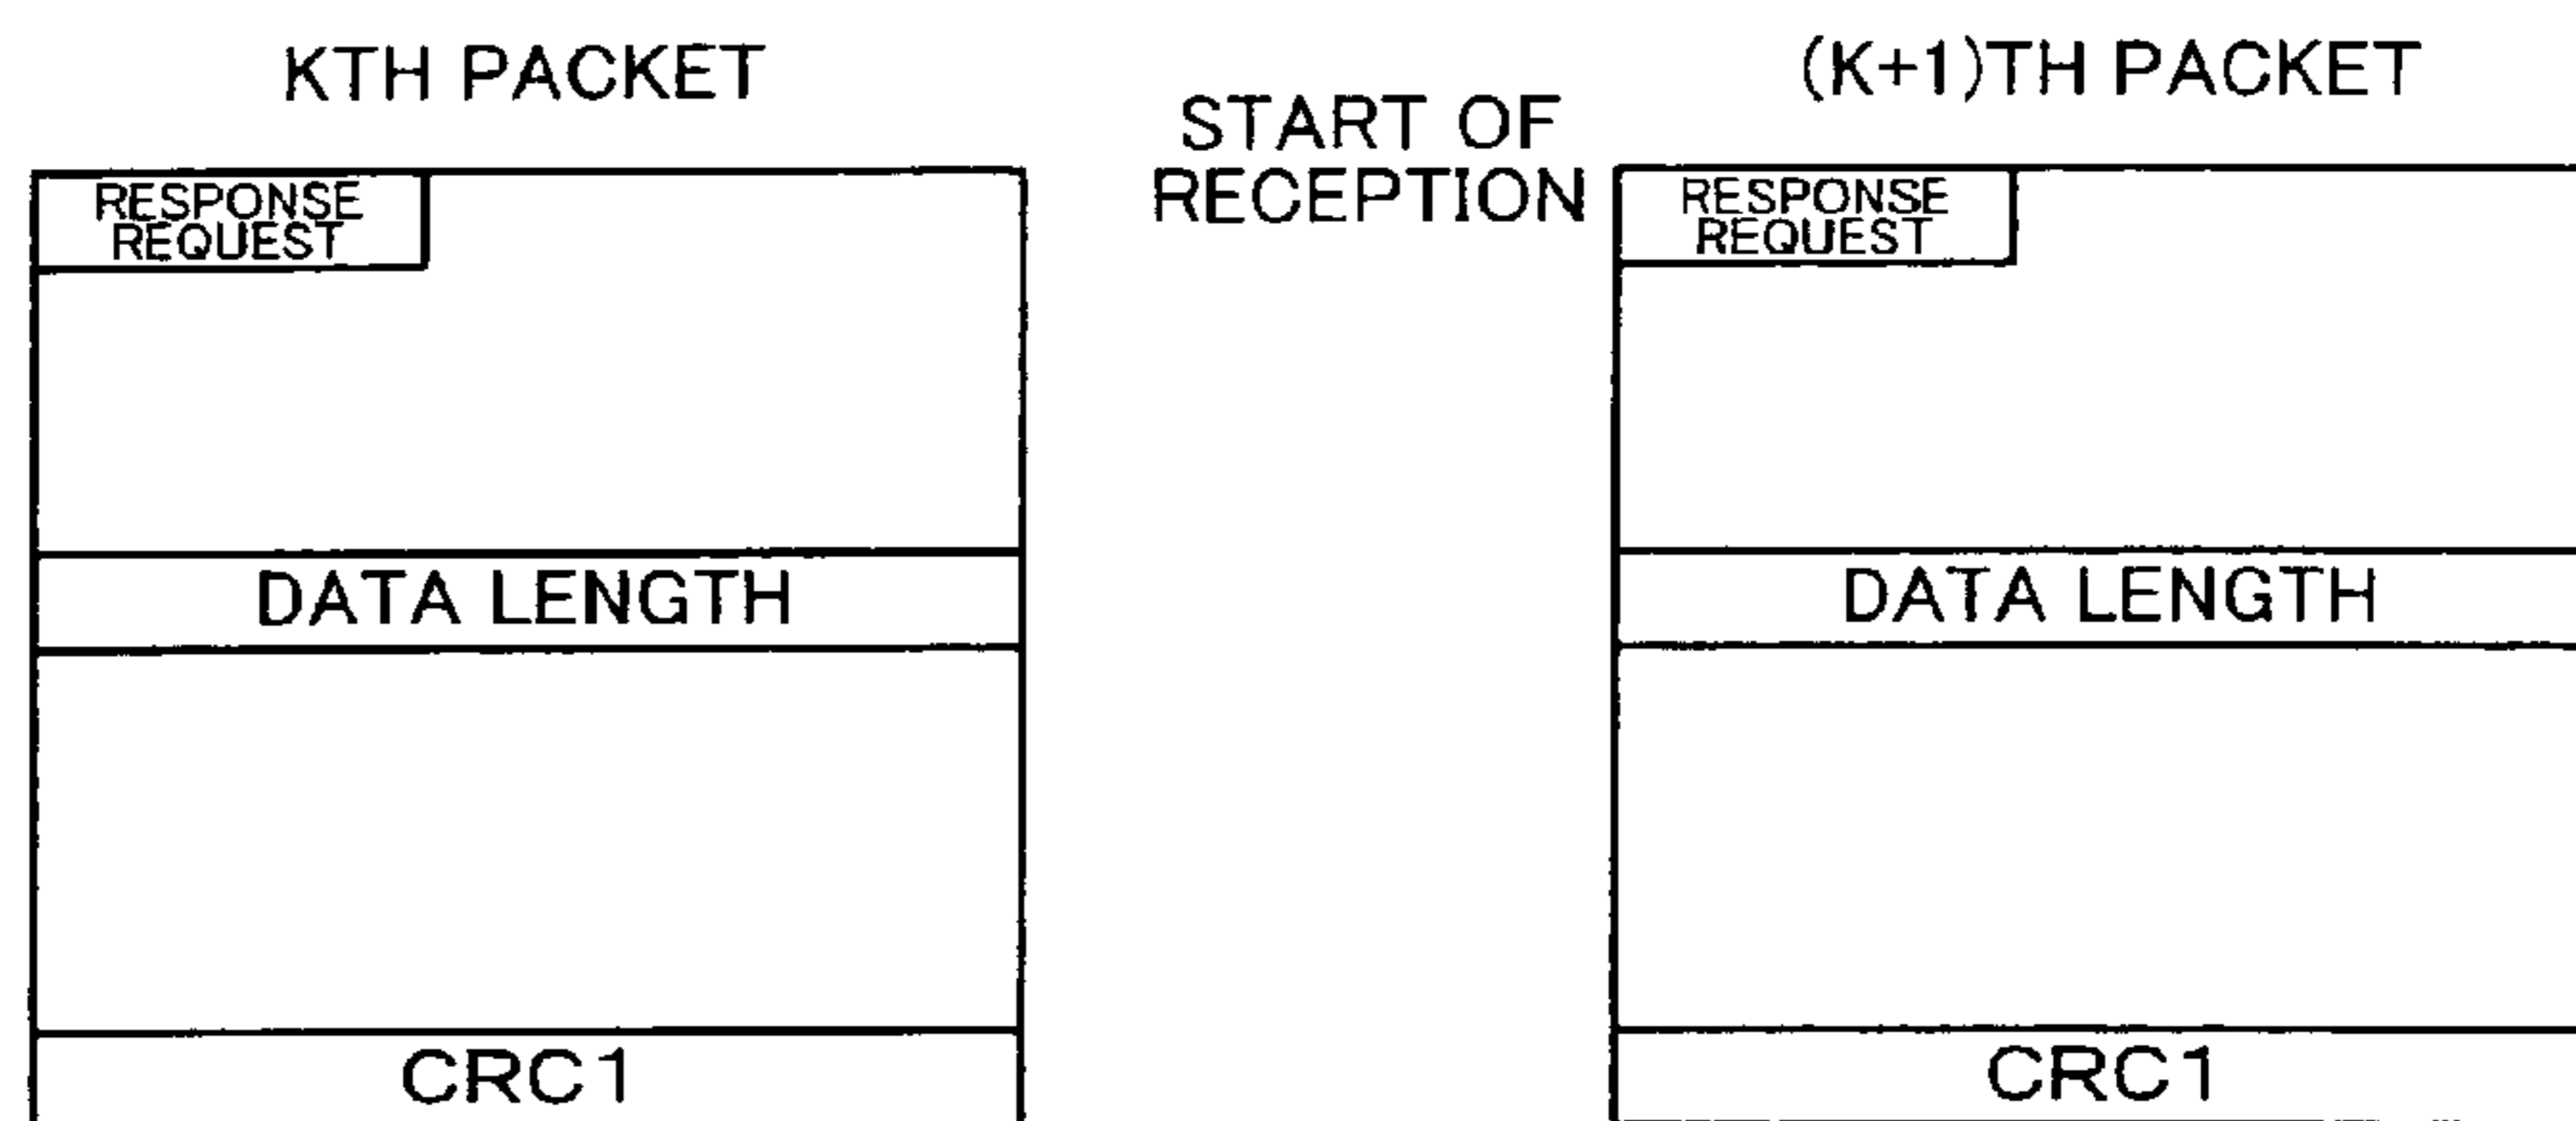 KTH PACKET
RESPONSE
REQUEST
DATA LENGTH
CRC1
START OF
RECEPTION
(K+1)TH PACKET
RESPONSE
REQUEST
DATA LENGTH
CRC1